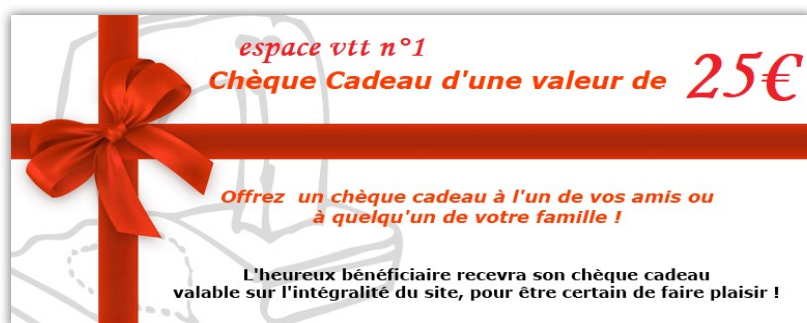 espace vtt n°1
Chèque Cadeau d'une valeur de 25€
Offrez un chèque cadeau à l'un de vos amis ou
à quelqu'un de votre famille !
L'heureux bénéficiaire recevra son chèque cadeau
valable sur l'intégralité du site, pour être certain de faire plaisir !